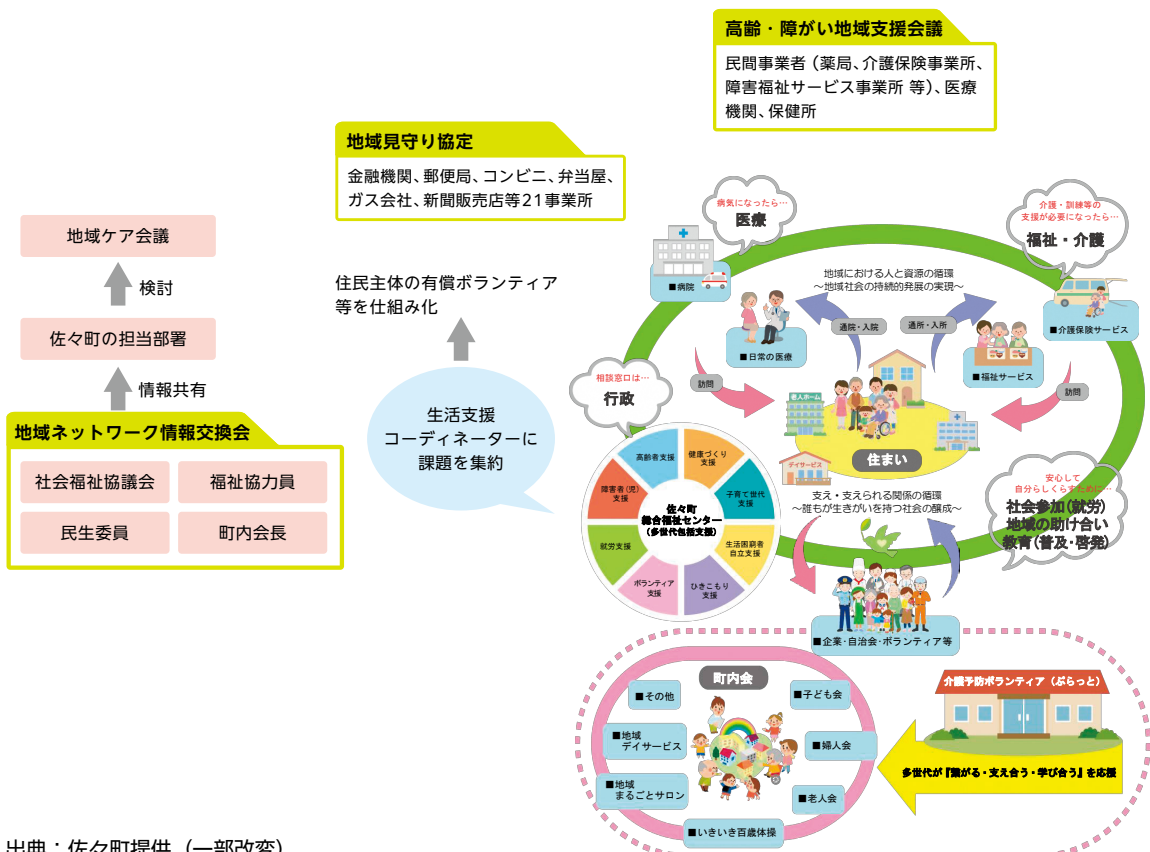 高齢・障がい地域支援会議
民間事業者（薬局、介護保険事業所、
障害福祉サービス事業所 等）、医療
機関、保健所
地域見守り協定
金融機関、郵便局、コンビニ、弁当屋、
ガス会社、新聞販売店等21事業所
地域ケア会議
検討
佐々町の担当部署
情報共有
地域ネットワーク情報交換会
社会福祉協議会
福祉協力員
民生委員
町内会長
住民主体の有償ボランティア
等を仕組み化
生活支援
コーディネーターに
課題を集約
病気になったら…
医療
介護・訓練等の
支援が必要になったら…
福祉・介護
■病院
地域における人と資源の循環
～地域社会の持続的発展の実現～
■介護保険サービス
通院・入院
通所・入所
■日常の医療
■福祉サービス
訪問
訪問
相談窓口は…
行政
老人ホーム
デイサービス
住まい
高齢者支援
健康づくり
支援
子育て世代
支援
生活困窮者
自立支援
ひきこもり
支援
ボランティア
支援
就労支援
障害者(児)
支援
佐々町
総合福祉センター
(多世代包括支援)
支え・支えられる関係の循環
～誰もが生きがいを持つ社会の醸成～
安心して
自分らしくらすために…
社会参加(就労)
地域の助け合い
教育(普及・啓発)
■企業・自治会・ボランティア等
町内会
■その他
■子ども会
■地域
デイサービス
■婦人会
■地域
まるごとサロン
■老人会
■いきいき百歳体操
介護予防ボランティア（ぷらっと）
多世代が『繋がる・支え合う・学び合う』を応援
出典：佐々町提供（一部改変）